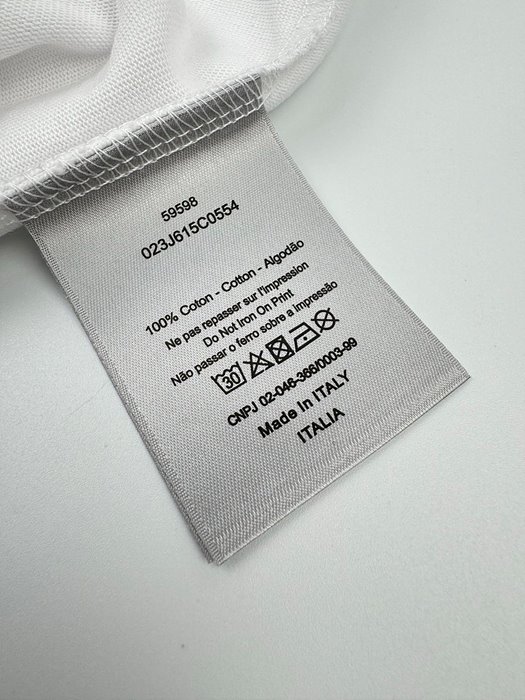 59598
023J615C0554
100% Coton - Cotton - Algodão
Ne pas repasser sur l'impression
Do Not Iron On Print
Não passar o ferro sobre a impressão
30
CNPJ 02-046-366/0003-99
Made In ITALY
ITALIA